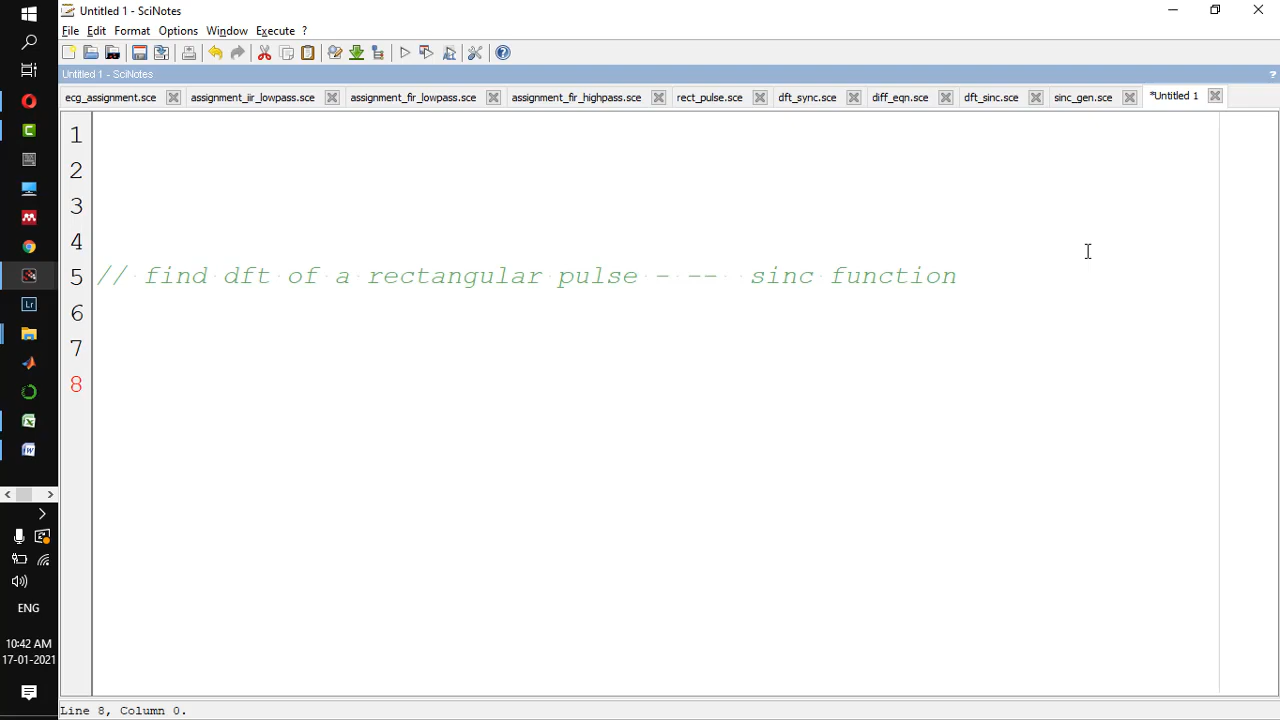 Untitled 1 - SciNotes
File Edit Format Options Window Execute ?
Untitled 1 - SciNotes ?
ecg_assignment.sce assignment_iir_lowpass.sce assignment_fir_lowpass.sce assignment_fir_highpass.sce rect_pulse.sce dft_sync.sce diff_eqn.sce dft_sinc.sce sinc_gen.sce *Untitled 1
1
2
3
4
5 // find dft of a rectangular pulse - -- sinc function
6
7
8
Lr
ENG
10:42 AM
17-01-2021
Line 8, Column 0.